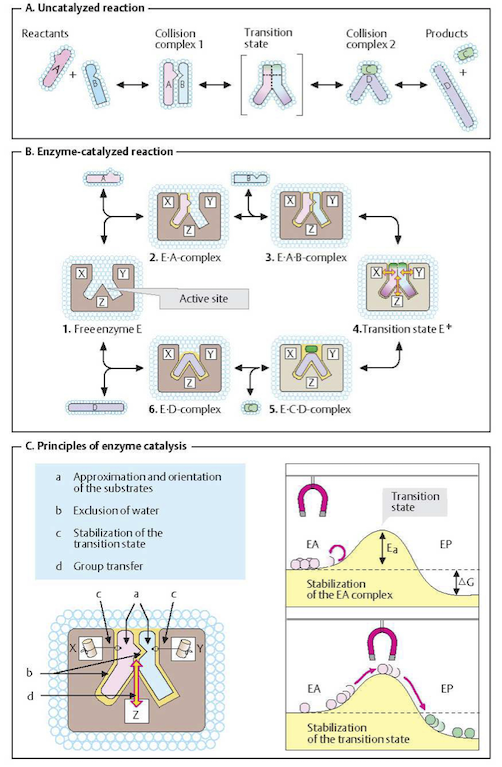 A. Uncatalyzed reaction
Reactants
Collision
complex 1
Transition
state
Collision
complex 2
Products
A
+
B
A B
C
D
C
+
D
B. Enzyme-catalyzed reaction
A
B
X Y
Z
2. E·A-complex
X Y
Z
3. E·A·B-complex
X Y
Z
Active site
1. Free enzyme E
X Y
Z
4. Transition state E‡
X Y
Z
6. E·D-complex
X Y
Z
5. E·C·D-complex
D
C
C. Principles of enzyme catalysis
a Approximation and orientation
of the substrates
b Exclusion of water
c Stabilization of the
transition state
d Group transfer
c a c
X Y
b
d
Z
Transition
state
EA Ea EP
ΔG
Stabilization
of the EA complex
EA EP
Stabilization
of the transition state